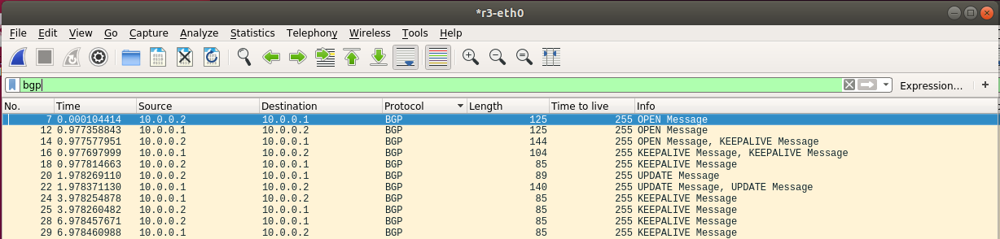 *r3-eth0
File Edit View Go Capture Analyze Statistics Telephony Wireless Tools Help
bgp Expression... +
No. Time Source Destination Protocol Length Time to live Info
7 0.000104414 10.0.0.2 10.0.0.1 BGP 125 255 OPEN Message
12 0.977358843 10.0.0.1 10.0.0.2 BGP 125 255 OPEN Message
14 0.977577951 10.0.0.2 10.0.0.1 BGP 144 255 OPEN Message, KEEPALIVE Message
16 0.977697999 10.0.0.1 10.0.0.2 BGP 104 255 KEEPALIVE Message, KEEPALIVE Message
18 0.977814663 10.0.0.2 10.0.0.1 BGP 85 255 KEEPALIVE Message
20 1.978269110 10.0.0.2 10.0.0.1 BGP 89 255 UPDATE Message
22 1.978371130 10.0.0.1 10.0.0.2 BGP 140 255 UPDATE Message, UPDATE Message
24 3.978254878 10.0.0.1 10.0.0.2 BGP 85 255 KEEPALIVE Message
25 3.978260482 10.0.0.2 10.0.0.1 BGP 85 255 KEEPALIVE Message
28 6.978457671 10.0.0.2 10.0.0.1 BGP 85 255 KEEPALIVE Message
29 6.978460988 10.0.0.1 10.0.0.2 BGP 85 255 KEEPALIVE Message